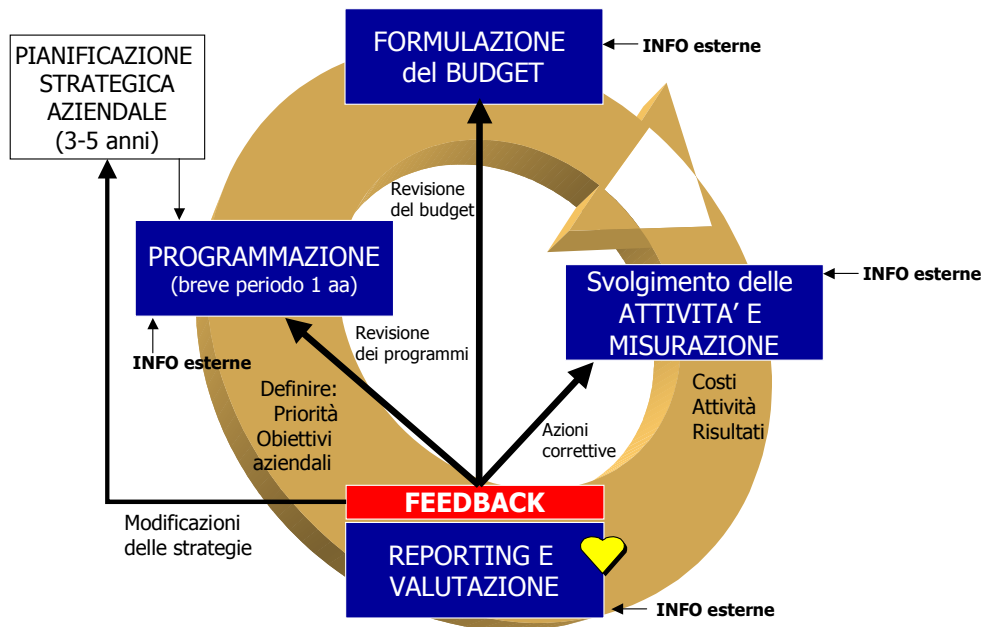 PIANIFICAZIONE
STRATEGICA
AZIENDALE
(3-5 anni)
FORMULAZIONE
del BUDGET
INFO esterne
Revisione
del budget
PROGRAMMAZIONE
(breve periodo 1 aa)
INFO esterne
Svolgimento delle
ATTIVITA’ E
MISURAZIONE
INFO esterne
Revisione
dei programmi
Definire:
Priorità
Obiettivi
aziendali
Costi
Attività
Risultati
Azioni
correttive
FEEDBACK
Modificazioni
delle strategie
REPORTING E
VALUTAZIONE
INFO esterne